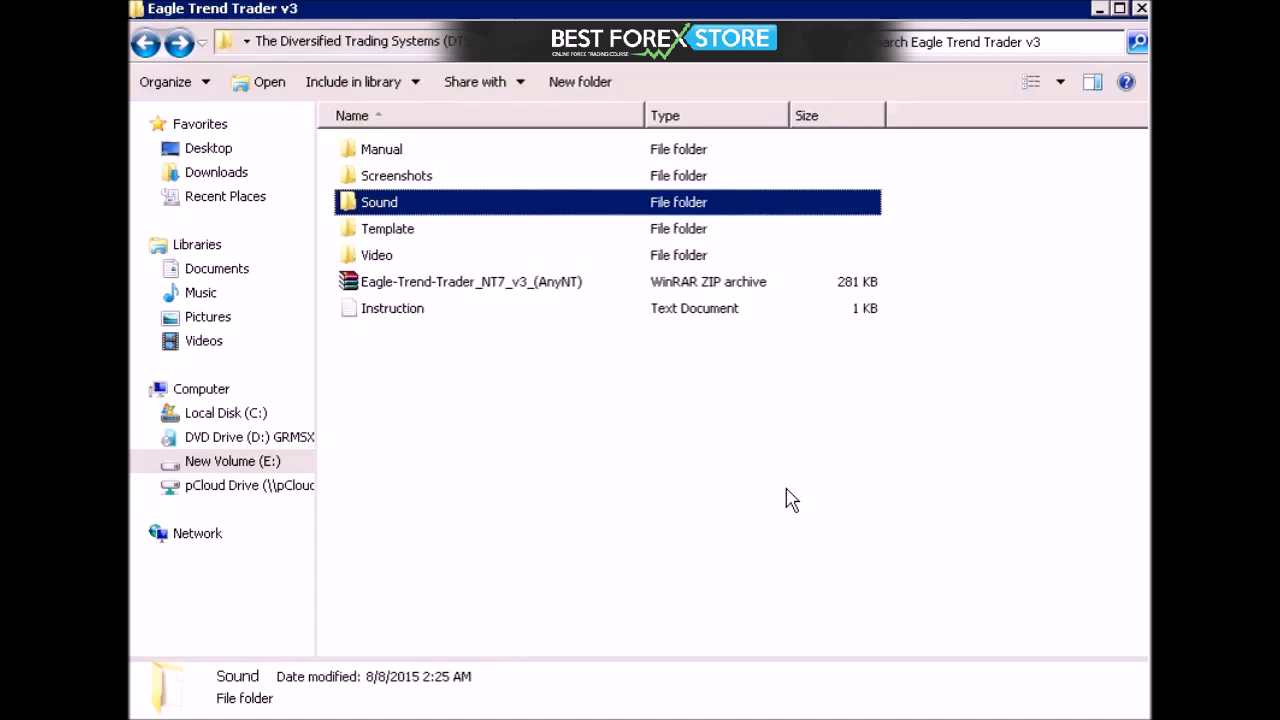 Eagle Trend Trader v3
The Diversified Trading Systems (DT
BEST FOREX STORE
ONLINE FOREX TRADING COURSE
arch Eagle Trend Trader v3
Organize Open Include in library Share with New folder
Name Type Size
Favorites
Desktop
Downloads
Recent Places
Libraries
Documents
Music
Pictures
Videos
Computer
Local Disk (C:)
DVD Drive (D:) GRMSX
New Volume (E:)
pCloud Drive (\\pClouc
Network
Manual File folder
Screenshots File folder
Sound File folder
Template File folder
Video File folder
Eagle-Trend-Trader_NT7_v3_(AnyNT) WinRAR ZIP archive 281 KB
Instruction Text Document 1 KB
Sound Date modified: 8/8/2015 2:25 AM
File folder